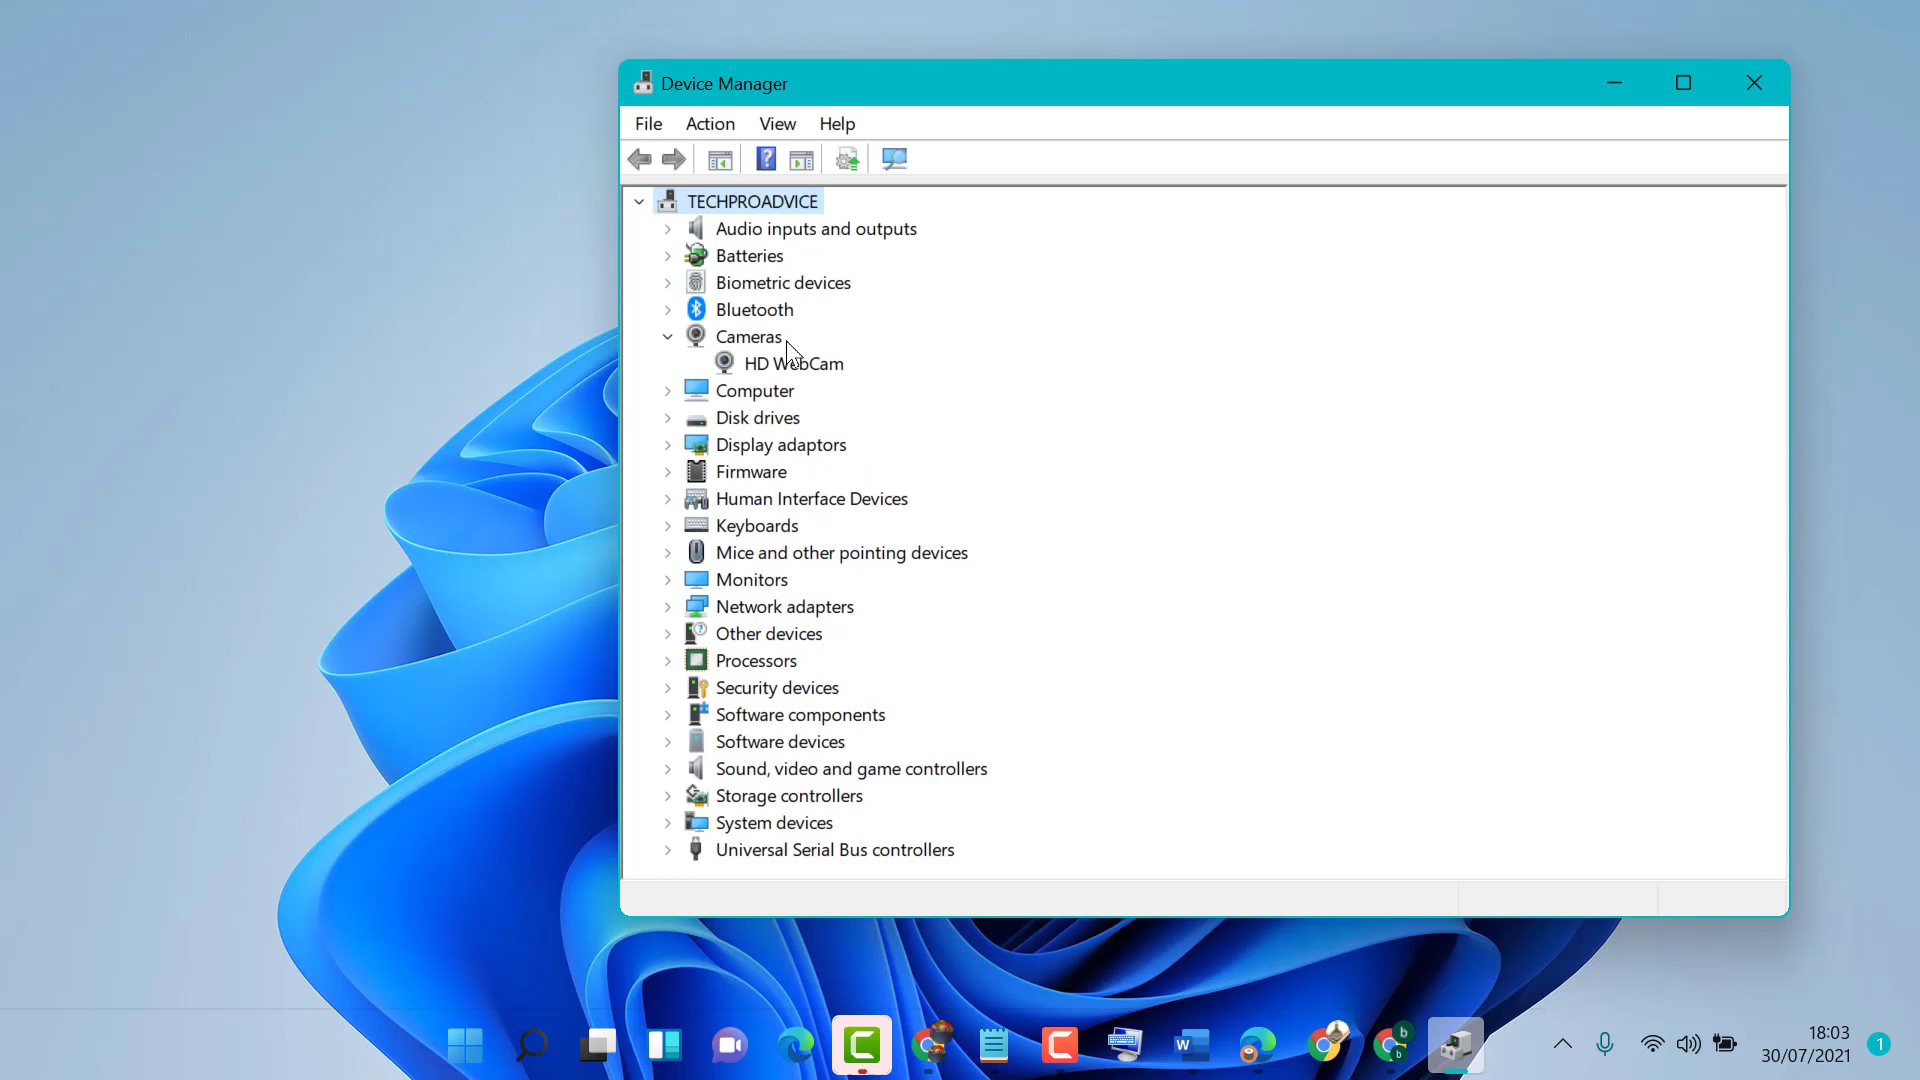 Device Manager
File Action View Help
TECHPROADVICE
Audio inputs and outputs
Batteries
Biometric devices
Bluetooth
Cameras
HD WebCam
Computer
Disk drives
Display adaptors
Firmware
Human Interface Devices
Keyboards
Mice and other pointing devices
Monitors
Network adapters
Other devices
Processors
Security devices
Software components
Software devices
Sound, video and game controllers
Storage controllers
System devices
Universal Serial Bus controllers
18:03
30/07/2021
1
W
b
b